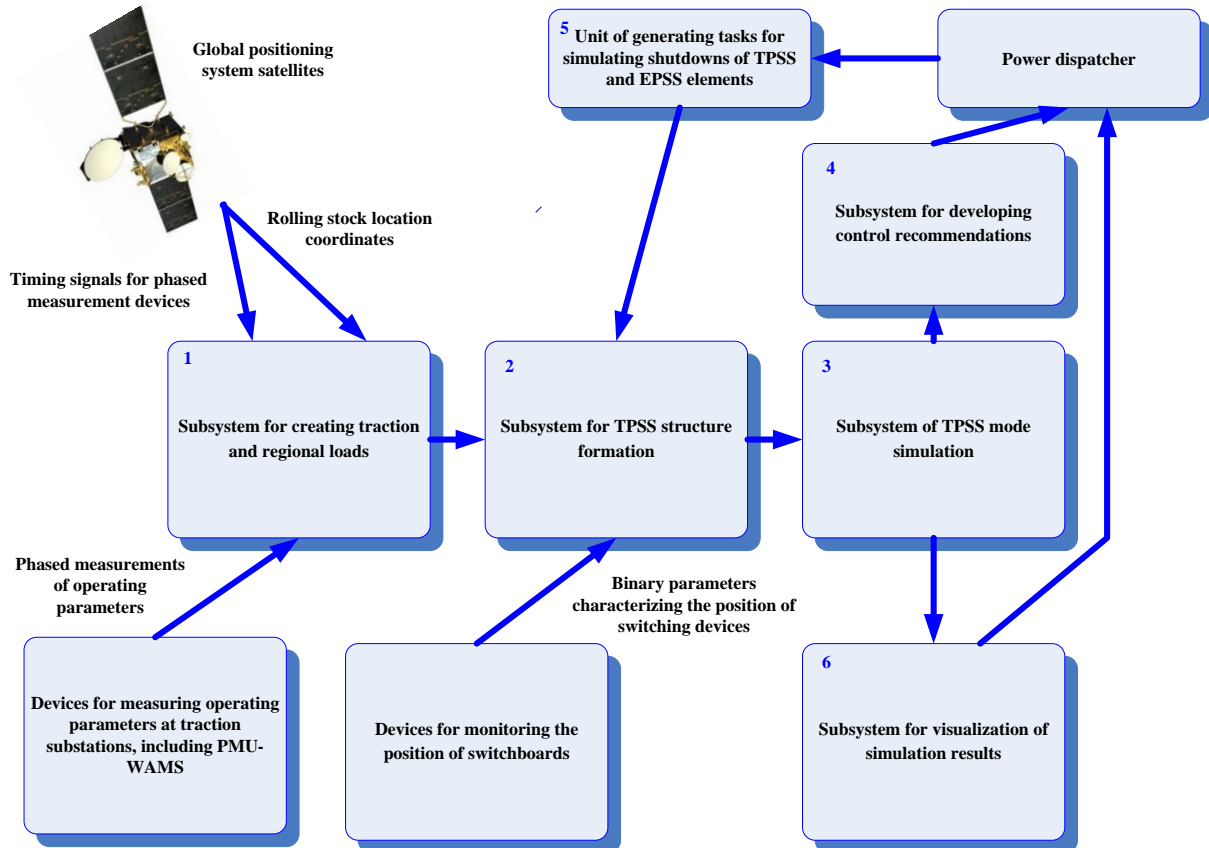 Global positioning
system satellites
Rolling stock location
coordinates
Timing signals for phased
measurement devices
5
Unit of generating tasks for
simulating shutdowns of TPSS
and EPSS elements
Power dispatcher
4
Subsystem for developing
control recommendations
1
Subsystem for creating traction
and regional loads
2
Subsystem for TPSS structure
formation
3
Subsystem of TPSS mode
simulation
Phased measurements
of operating
parameters
Binary parameters
characterizing the position of
switching devices
Devices for measuring operating
parameters at traction
substations, including PMU-
WAMS
Devices for monitoring the
position of switchboards
6
Subsystem for visualization of
simulation results